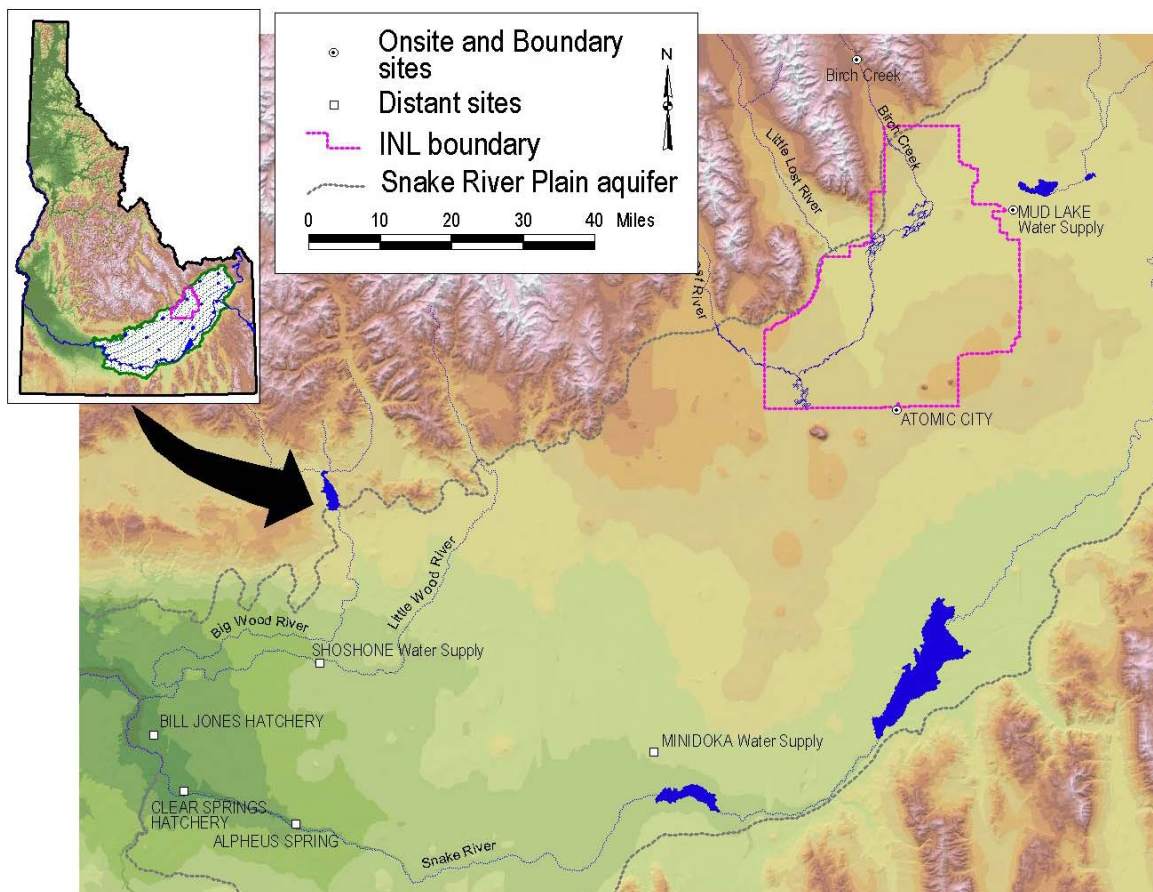 Onsite and Boundary
sites
Distant sites
INL boundary
Snake River Plain aquifer
0 10 20 30 40 Miles
N
Birch Creek
Birch Creek
Little Lost River
st River
MUD LAKE
Water Supply
ATOMIC CITY
Little Wood River
Big Wood River
SHOSHONE Water Supply
BILL JONES HATCHERY
MINIDOKA Water Supply
CLEAR SPRINGS
HATCHERY
ALPHEUS SPRING
Snake River